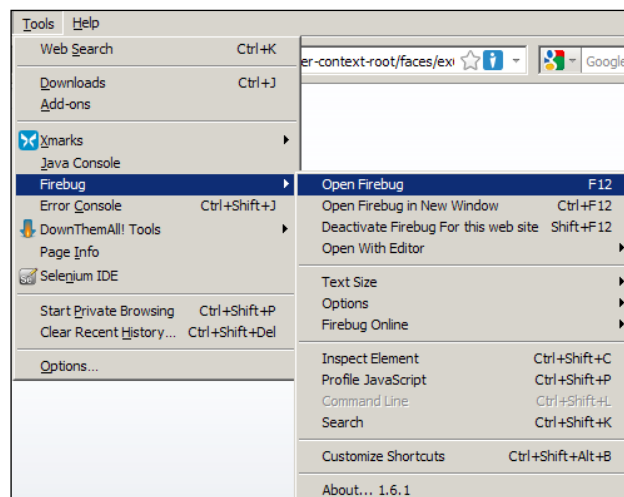 Tools Help
Web Search Ctrl+K
er-context-root/faces/ex
Google
Downloads Ctrl+J
Add-ons
Xmarks
Java Console
Firebug
Error Console Ctrl+Shift+J
DownThemAll! Tools
Page Info
Selenium IDE
Start Private Browsing Ctrl+Shift+P
Clear Recent History... Ctrl+Shift+Del
Options...
Open Firebug F12
Open Firebug in New Window Ctrl+F12
Deactivate Firebug For this web site Shift+F12
Open With Editor
Text Size
Options
Firebug Online
Inspect Element Ctrl+Shift+C
Profile JavaScript Ctrl+Shift+P
Command Line Ctrl+Shift+L
Search Ctrl+Shift+K
Customize Shortcuts Ctrl+Shift+Alt+B
About... 1.6.1